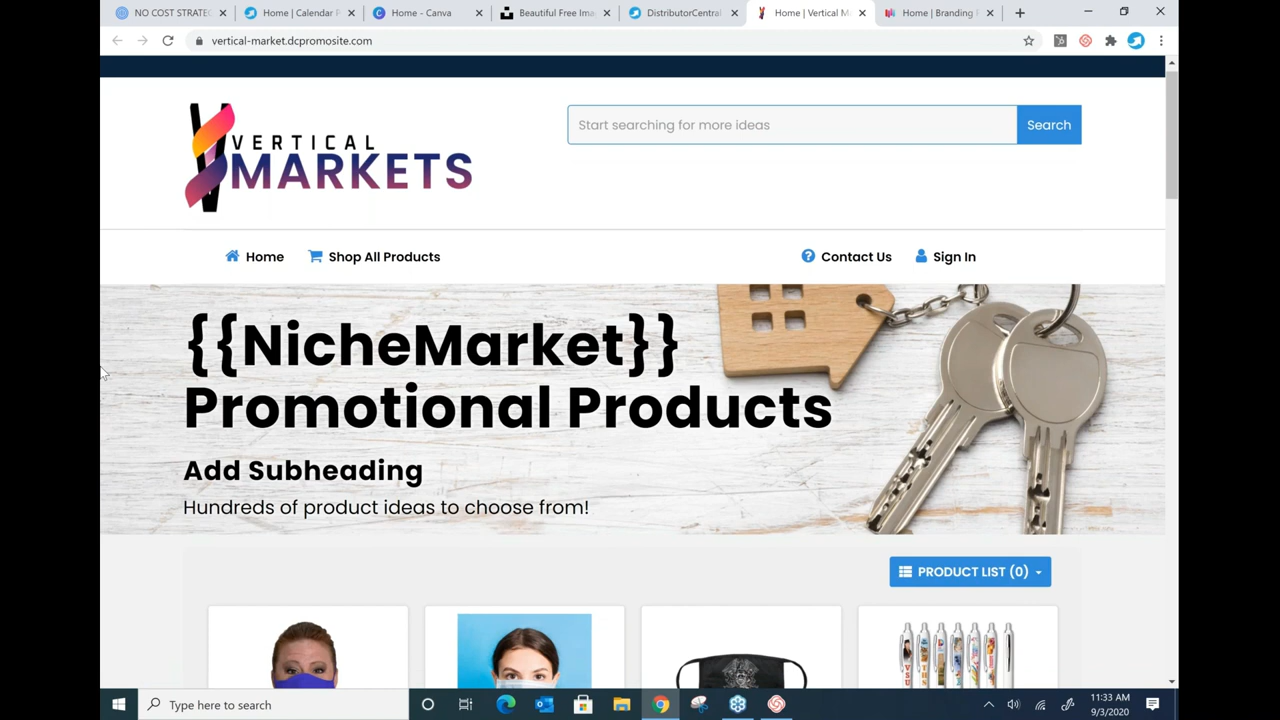 NO COST STRATEG
Home | Calendar P
Home - Canva
Beautiful Free Ima
DistributorCentral
Home | Vertical Ma
Home | Branding P
vertical-market.dcpromosite.com
VERTICAL
MARKETS
Start searching for more ideas
Search
Home
Shop All Products
Contact Us
Sign In
{{NicheMarket}}
Promotional Products
Add Subheading
Hundreds of product ideas to choose from!
PRODUCT LIST (0)
Type here to search
11:33 AM
9/3/2020